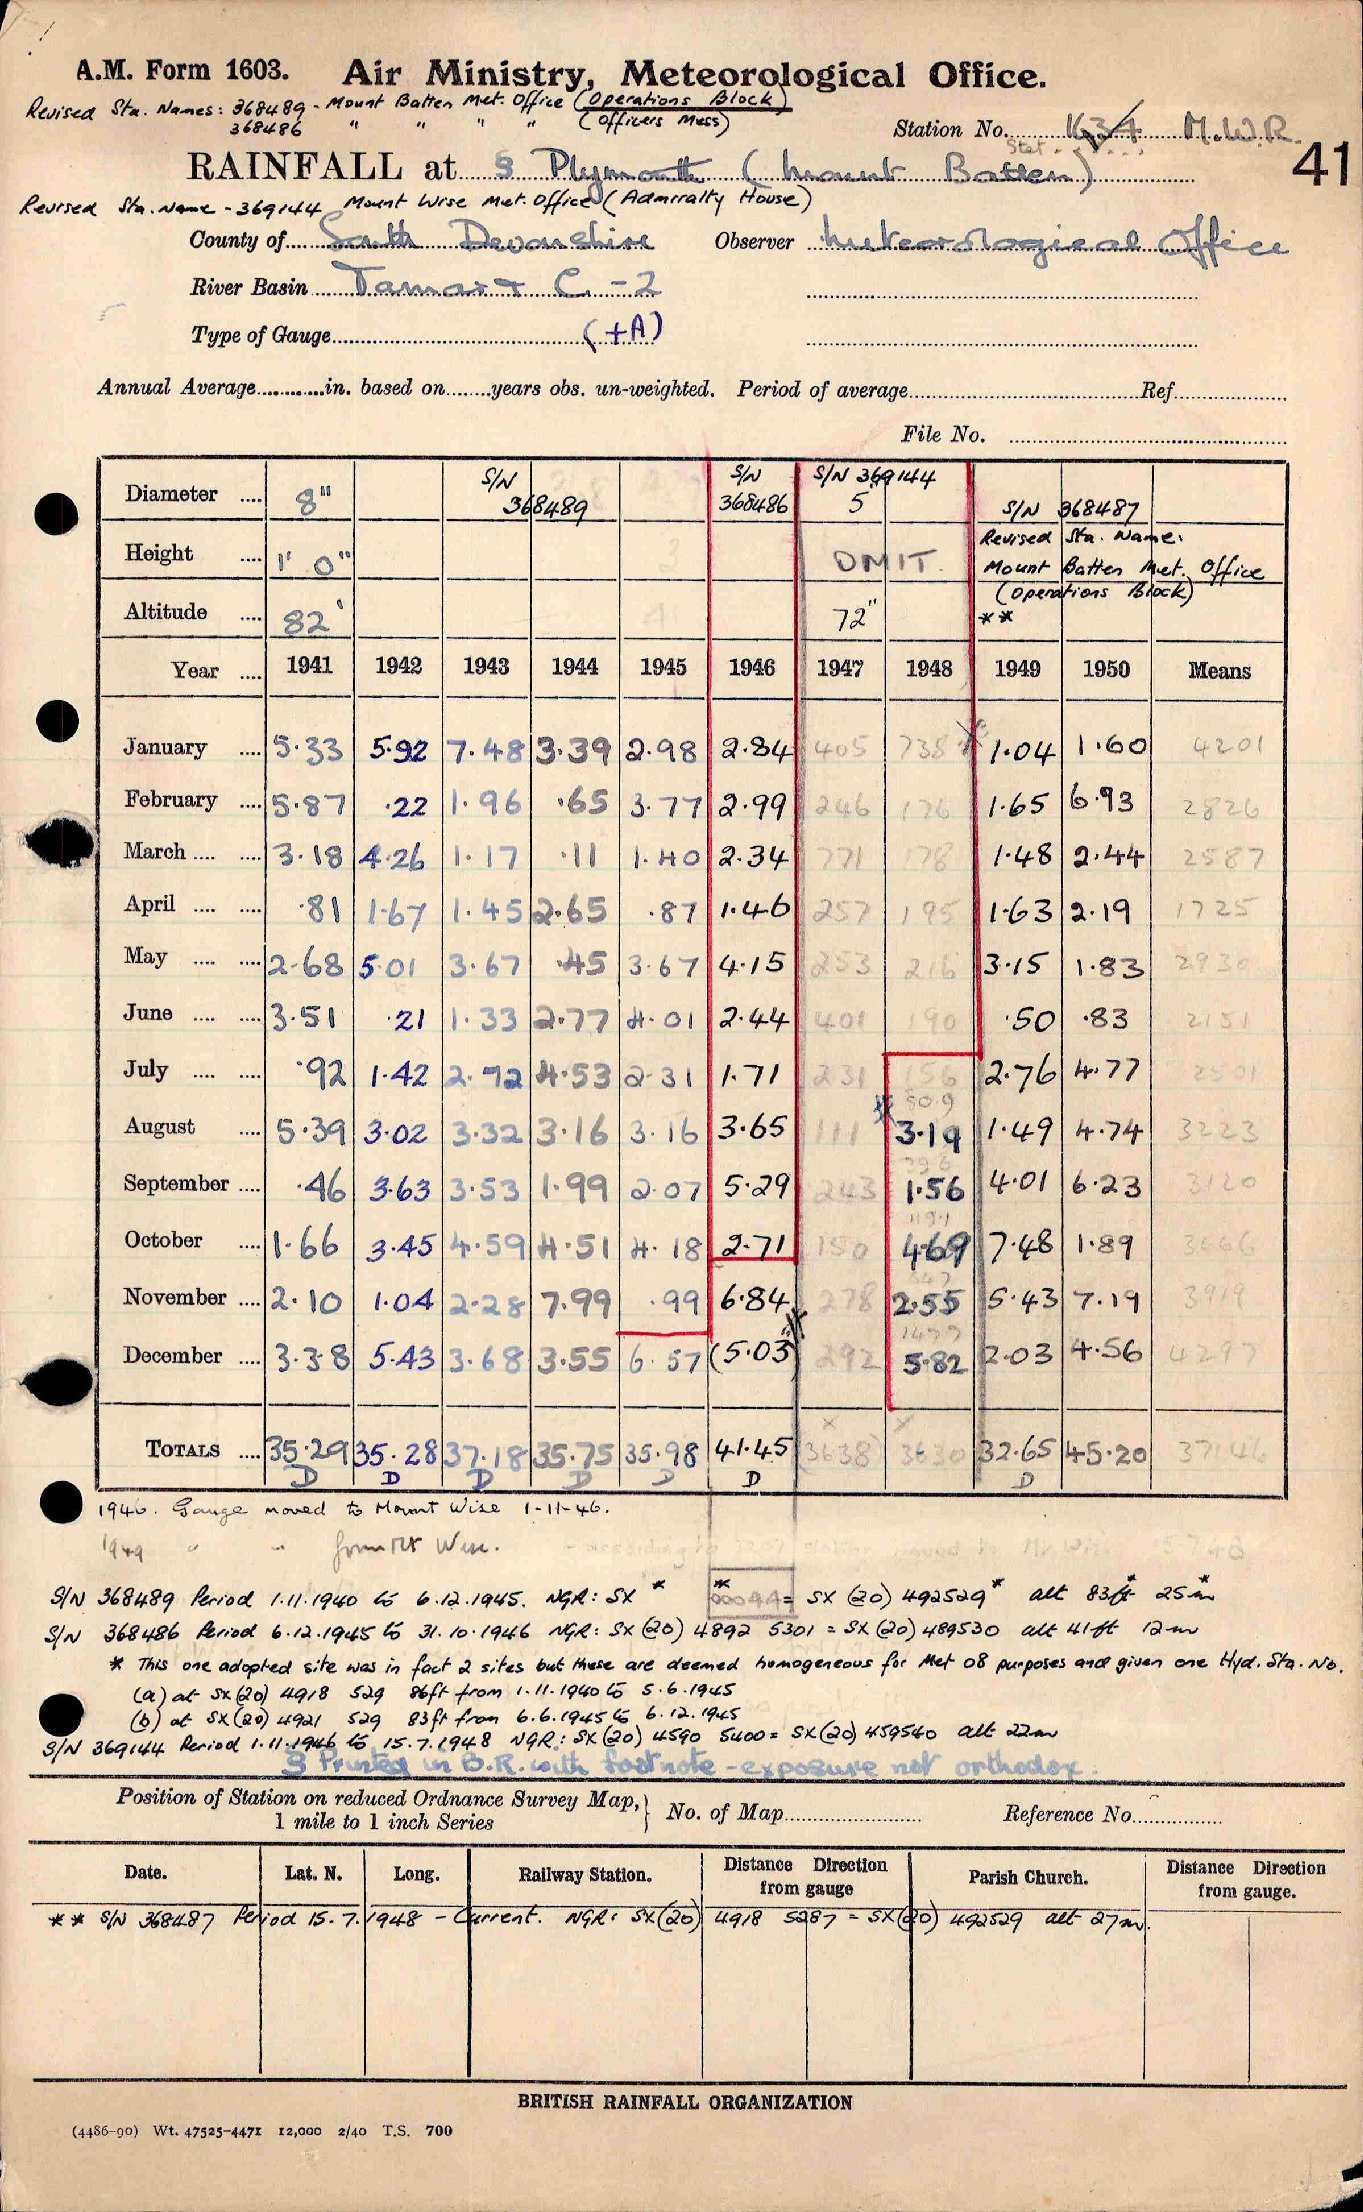 A.M. Form 1603. Air Ministry, Meteorological Office.
Revised Sta. Names: 368489 - Mount Batten Met. Office (Operations Block)
368486 " " " " (Officers Mess)
Station No. 1634 M.W.R.
Stat.
RAINFALL at § Plymouth (Mount Batten)
41
Revised Sta. Name - 369144 Mount Wise Met. Office (Admiralty House)
County of South Devonshire Observer Meteorological Office
River Basin Tamar & C. - 2
Type of Gauge (+A)
Annual Average in. based on years obs. un-weighted. Period of average Ref.
File No.
Diameter 8" S/N 368489 S/N 368486 S/N 369144 5 S/N 368487
Height 1' 0" OMIT. Revised Sta. Name: Mount Batten Met. Office (Operations Block)
Altitude 82' 72" **
Year 1941 1942 1943 1944 1945 1946 1947 1948 1949 1950 Means
January 5.33 5.92 7.48 3.39 2.98 2.84 405 738 1.04 1.60 4201
February 5.87 .22 1.96 .65 3.77 2.99 246 176 1.65 6.93 2826
March 3.18 4.26 1.17 .11 1.40 2.34 771 178 1.48 2.44 2587
April .81 1.67 1.45 2.65 .87 1.46 257 195 1.63 2.19 1725
May 2.68 5.01 3.67 .45 3.67 4.15 253 216 3.15 1.83 2930
June 3.51 .21 1.33 2.77 4.01 2.44 401 190 .50 .83 2151
July .92 1.42 2.72 4.53 2.31 1.71 231 156 2.76 4.77 2501
50.9
August 5.39 3.02 3.32 3.16 3.16 3.65 111 3.19 1.49 4.74 3223
39.6
September .46 3.63 3.53 1.99 2.07 5.29 243 1.56 4.01 6.23 3120
119.1
October 1.66 3.45 4.59 4.51 4.18 2.71 150 4.69 7.48 1.89 3666
647
November 2.10 1.04 2.28 7.99 .99 6.84 278 2.55 5.43 7.19 3919
December 3.38 5.43 3.68 3.55 6.57 (5.03) 292 5.82 2.03 4.56 4297
TOTALS 35.29 35.28 37.18 35.75 35.98 41.45 (3638) 3630 32.65 45.20 37146
D D D D D D D
1946. Gauge moved to Mount Wise 1-11-46.
1949 " " from Mt Wise.
S/N 368489 Period 1.11.1940 to 6.12.1945. NGR: SX * = SX (20) 492529* alt 83ft* 25m*
S/N 368486 Period 6.12.1945 to 31.10.1946 NGR: SX (20) 4892 5301 = SX (20) 489530 alt 41ft 12m
* This one adopted site was in fact 2 sites but these are deemed homogeneous for Met 08 purposes and given one Hyd. Sta. No.
(a) at SX (20) 4918 529 86ft from 1.11.1940 to 5.6.1945
(b) at SX (20) 4921 529 83ft from 6.6.1945 to 6.12.1945
S/N 369144 Period 1.11.1946 to 15.7.1948 NGR: SX (20) 4590 5400 = SX (20) 459540 alt 22m
§ Printed in B.R. with footnote - exposure not orthodox.
Position of Station on reduced Ordnance Survey Map,} No. of Map Reference No.
1 mile to 1 inch Series
Date. Lat. N. Long. Railway Station. Distance Direction from gauge Parish Church. Distance Direction from gauge.
** S/N 368487 Period 15.7.1948 - Current. NGR: SX (20) 4918 5287 = SX (20) 492529 alt 27m.
BRITISH RAINFALL ORGANIZATION
(4486-90) Wt. 47525-4471 12,000 2/40 T.S. 700